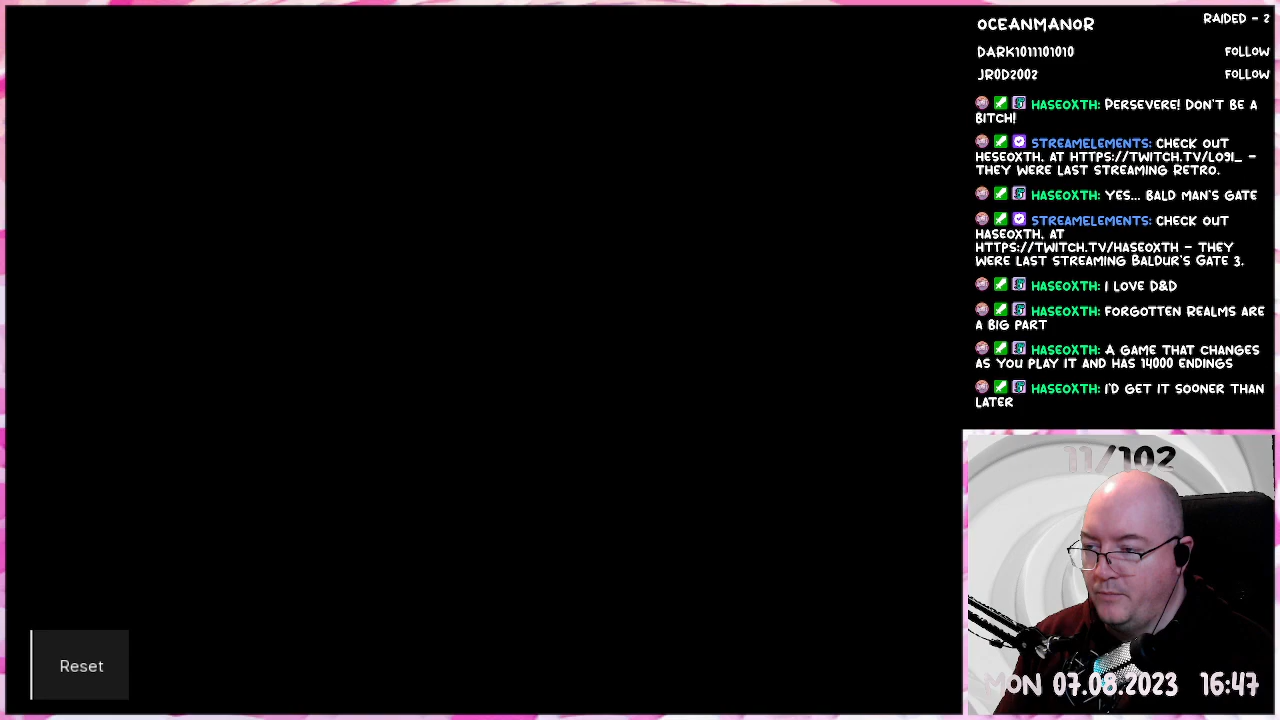 OCEANMANOR RAIDED - 2
DARK1011101010 FOLLOW
JROD2002 FOLLOW
HASEOXTH: PERSEVERE! DON'T BE A
BITCH!
STREAMELEMENTS: CHECK OUT
HESEOXTH, AT HTTPS://TWITCH.TV/LO9I_ -
THEY WERE LAST STREAMING RETRO.
HASEOXTH: YES... BALD MAN'S GATE
STREAMELEMENTS: CHECK OUT
HASEOXTH, AT
HTTPS://TWITCH.TV/HASEOXTH - THEY
WERE LAST STREAMING BALDUR'S GATE 3.
HASEOXTH: I LOVE D&D
HASEOXTH: FORGOTTEN REALMS ARE
A BIG PART
HASEOXTH: A GAME THAT CHANGES
AS YOU PLAY IT AND HAS 14000 ENDINGS
HASEOXTH: I'D GET IT SOONER THAN
LATER
11/102
MON 07.08.2023 16:47
Reset